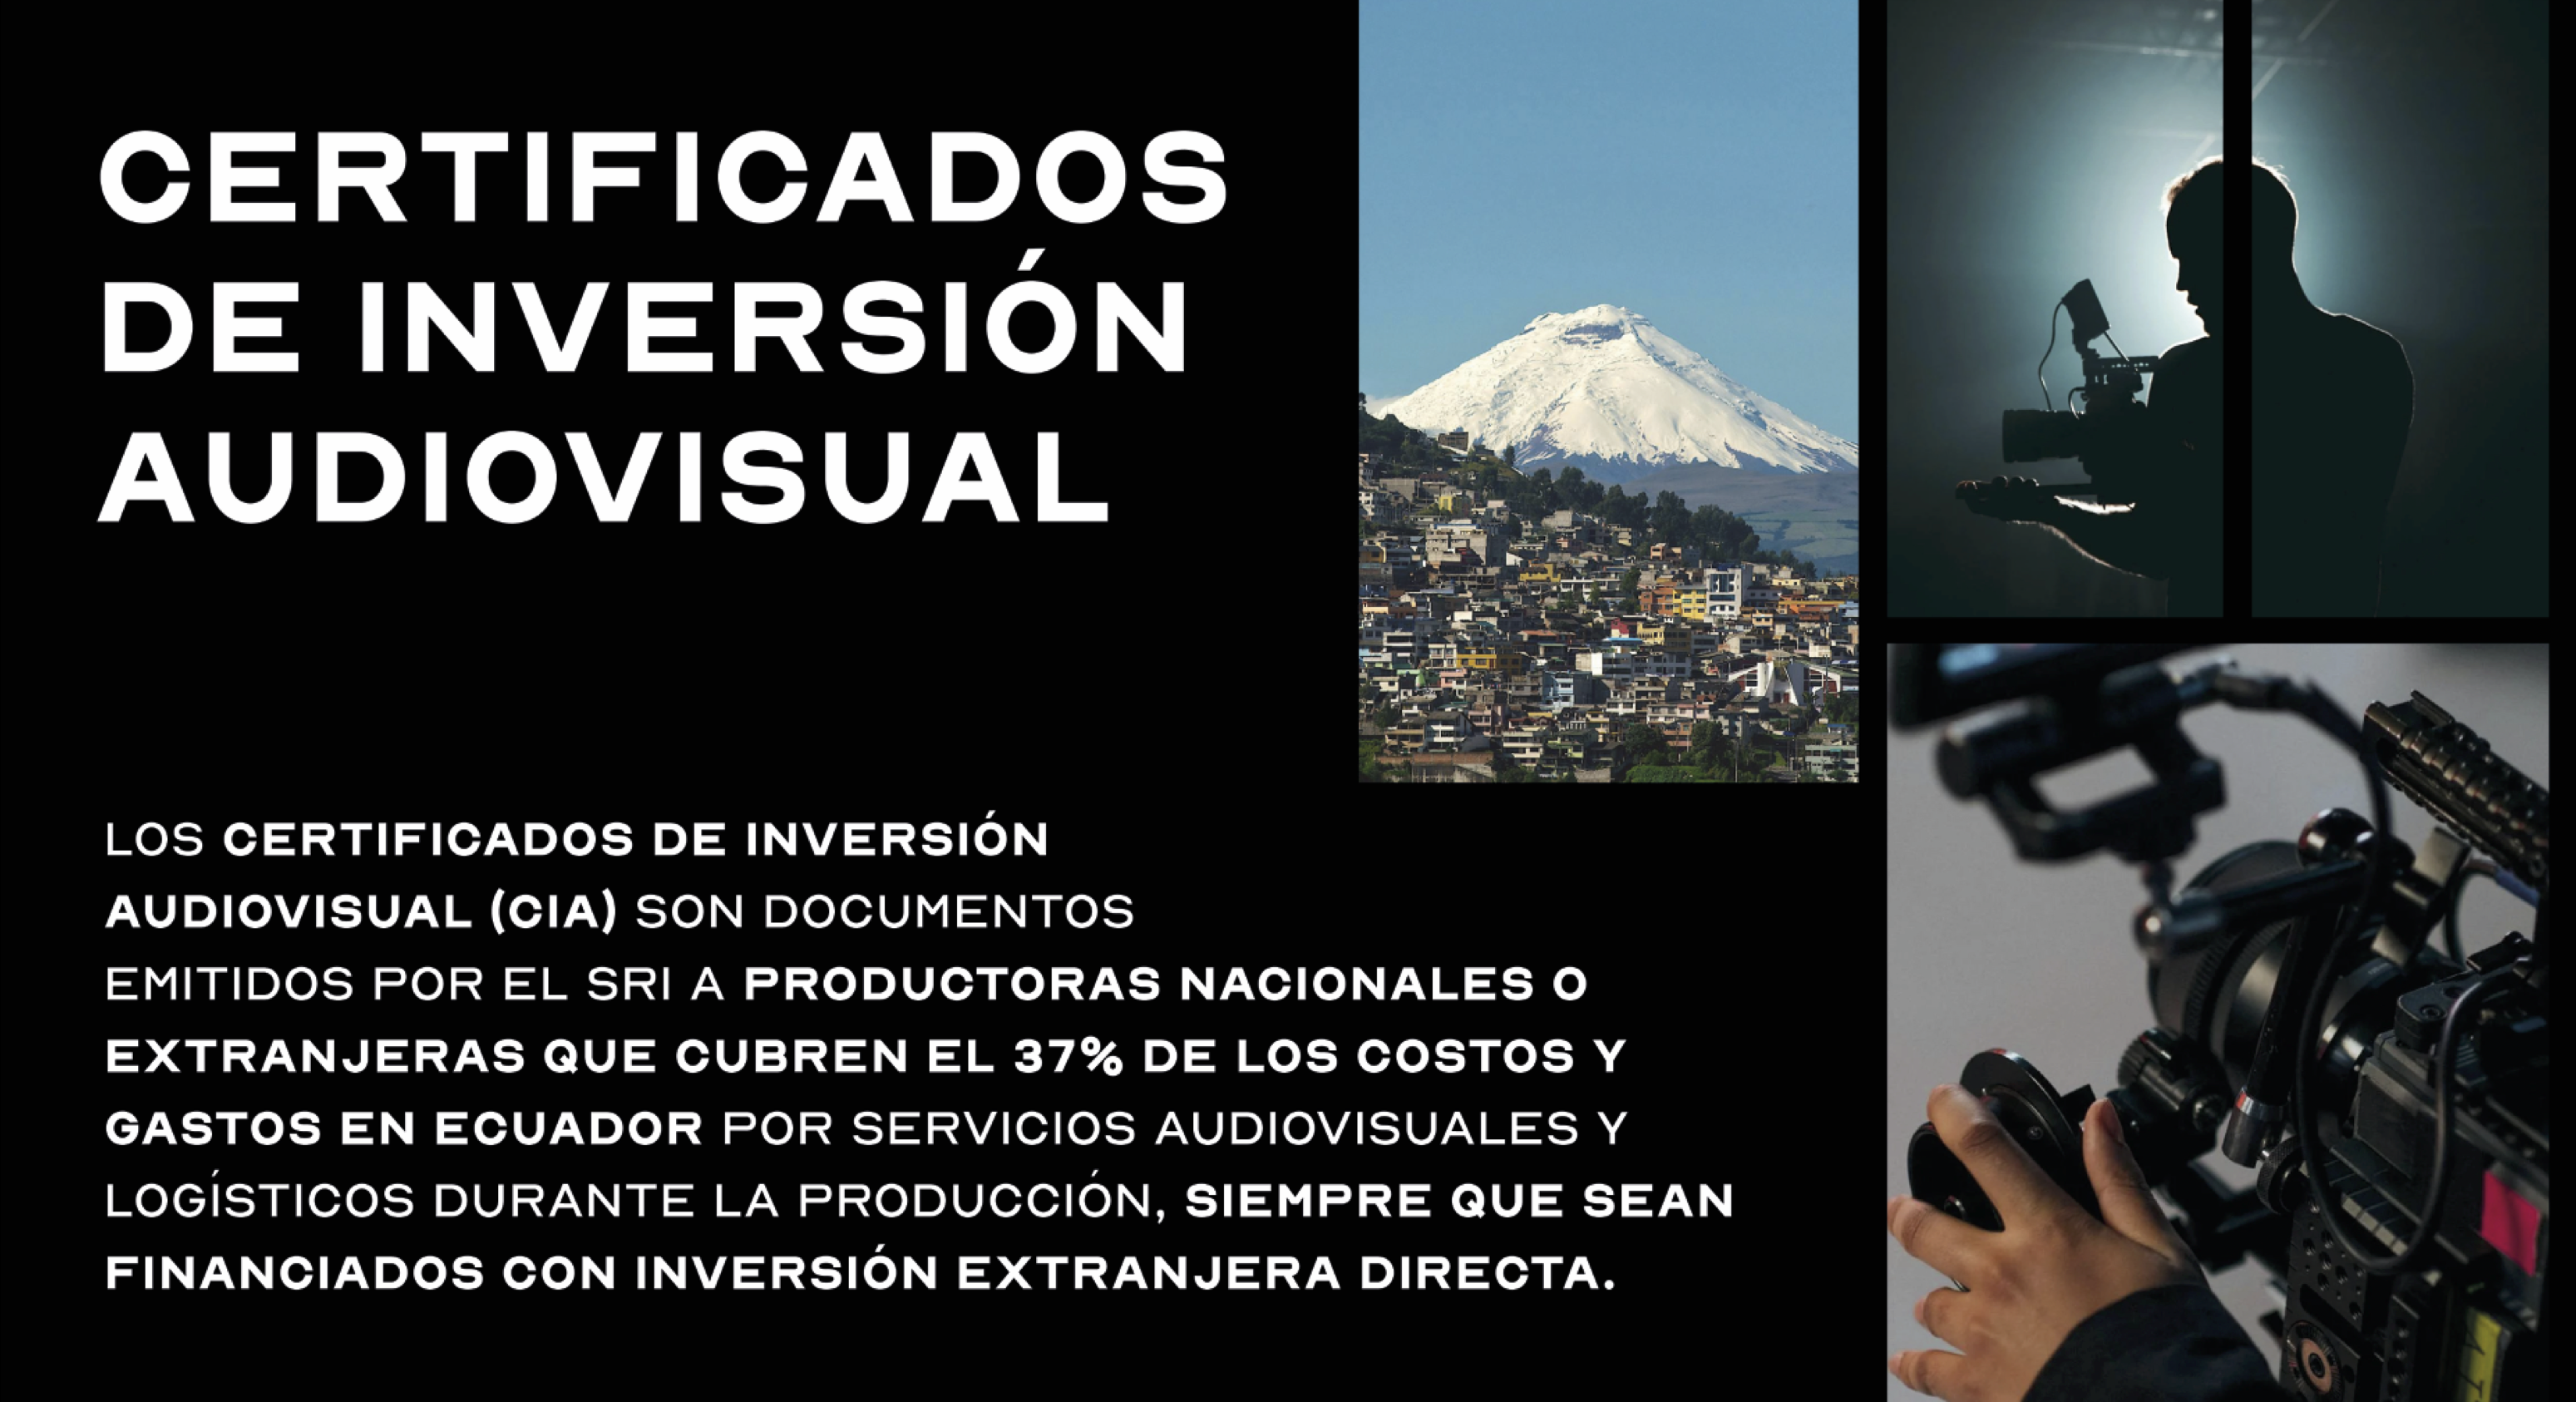 CERTIFICADOS
DE INVERSIÓN
AUDIOVISUAL
LOS CERTIFICADOS DE INVERSIÓN
AUDIOVISUAL (CIA) SON DOCUMENTOS
EMITIDOS POR EL SRI A PRODUCTORAS NACIONALES O
EXTRANJERAS QUE CUBREN EL 37% DE LOS COSTOS Y
GASTOS EN ECUADOR POR SERVICIOS AUDIOVISUALES Y
LOGÍSTICOS DURANTE LA PRODUCCIÓN, SIEMPRE QUE SEAN
FINANCIADOS CON INVERSIÓN EXTRANJERA DIRECTA.